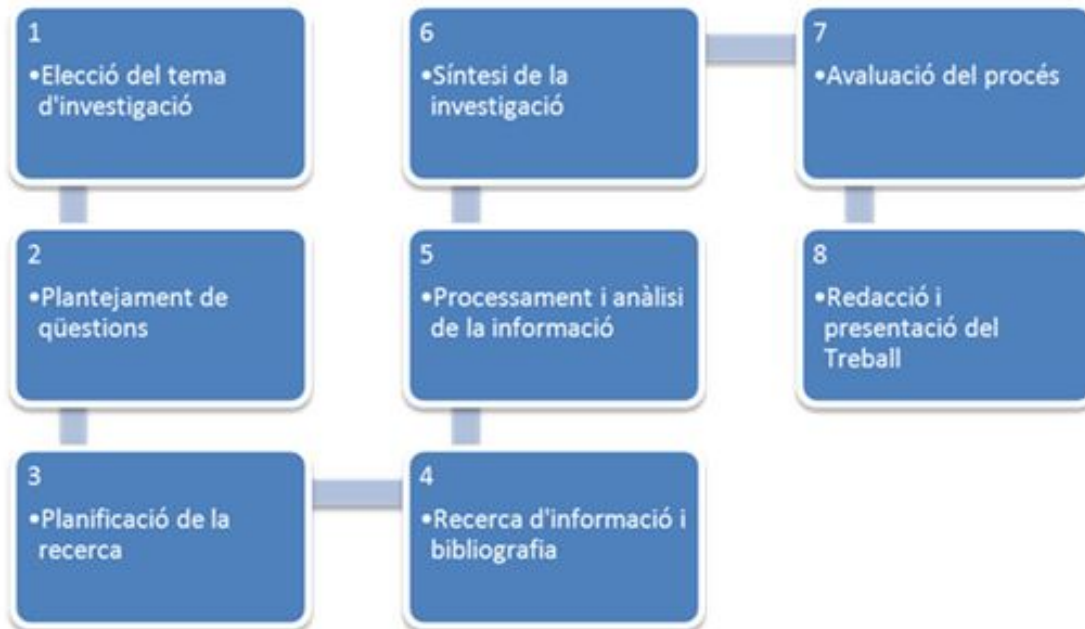 1
•Elecció del tema
d'investigació
2
•Plantejament de
qüestions
3
•Planificació de la
recerca
4
•Recerca d'informació i
bibliografia
5
•Processament i anàlisi
de la informació
6
•Síntesi de la
investigació
7
•Avaluació del procés
8
•Redacció i
presentació del
Treball